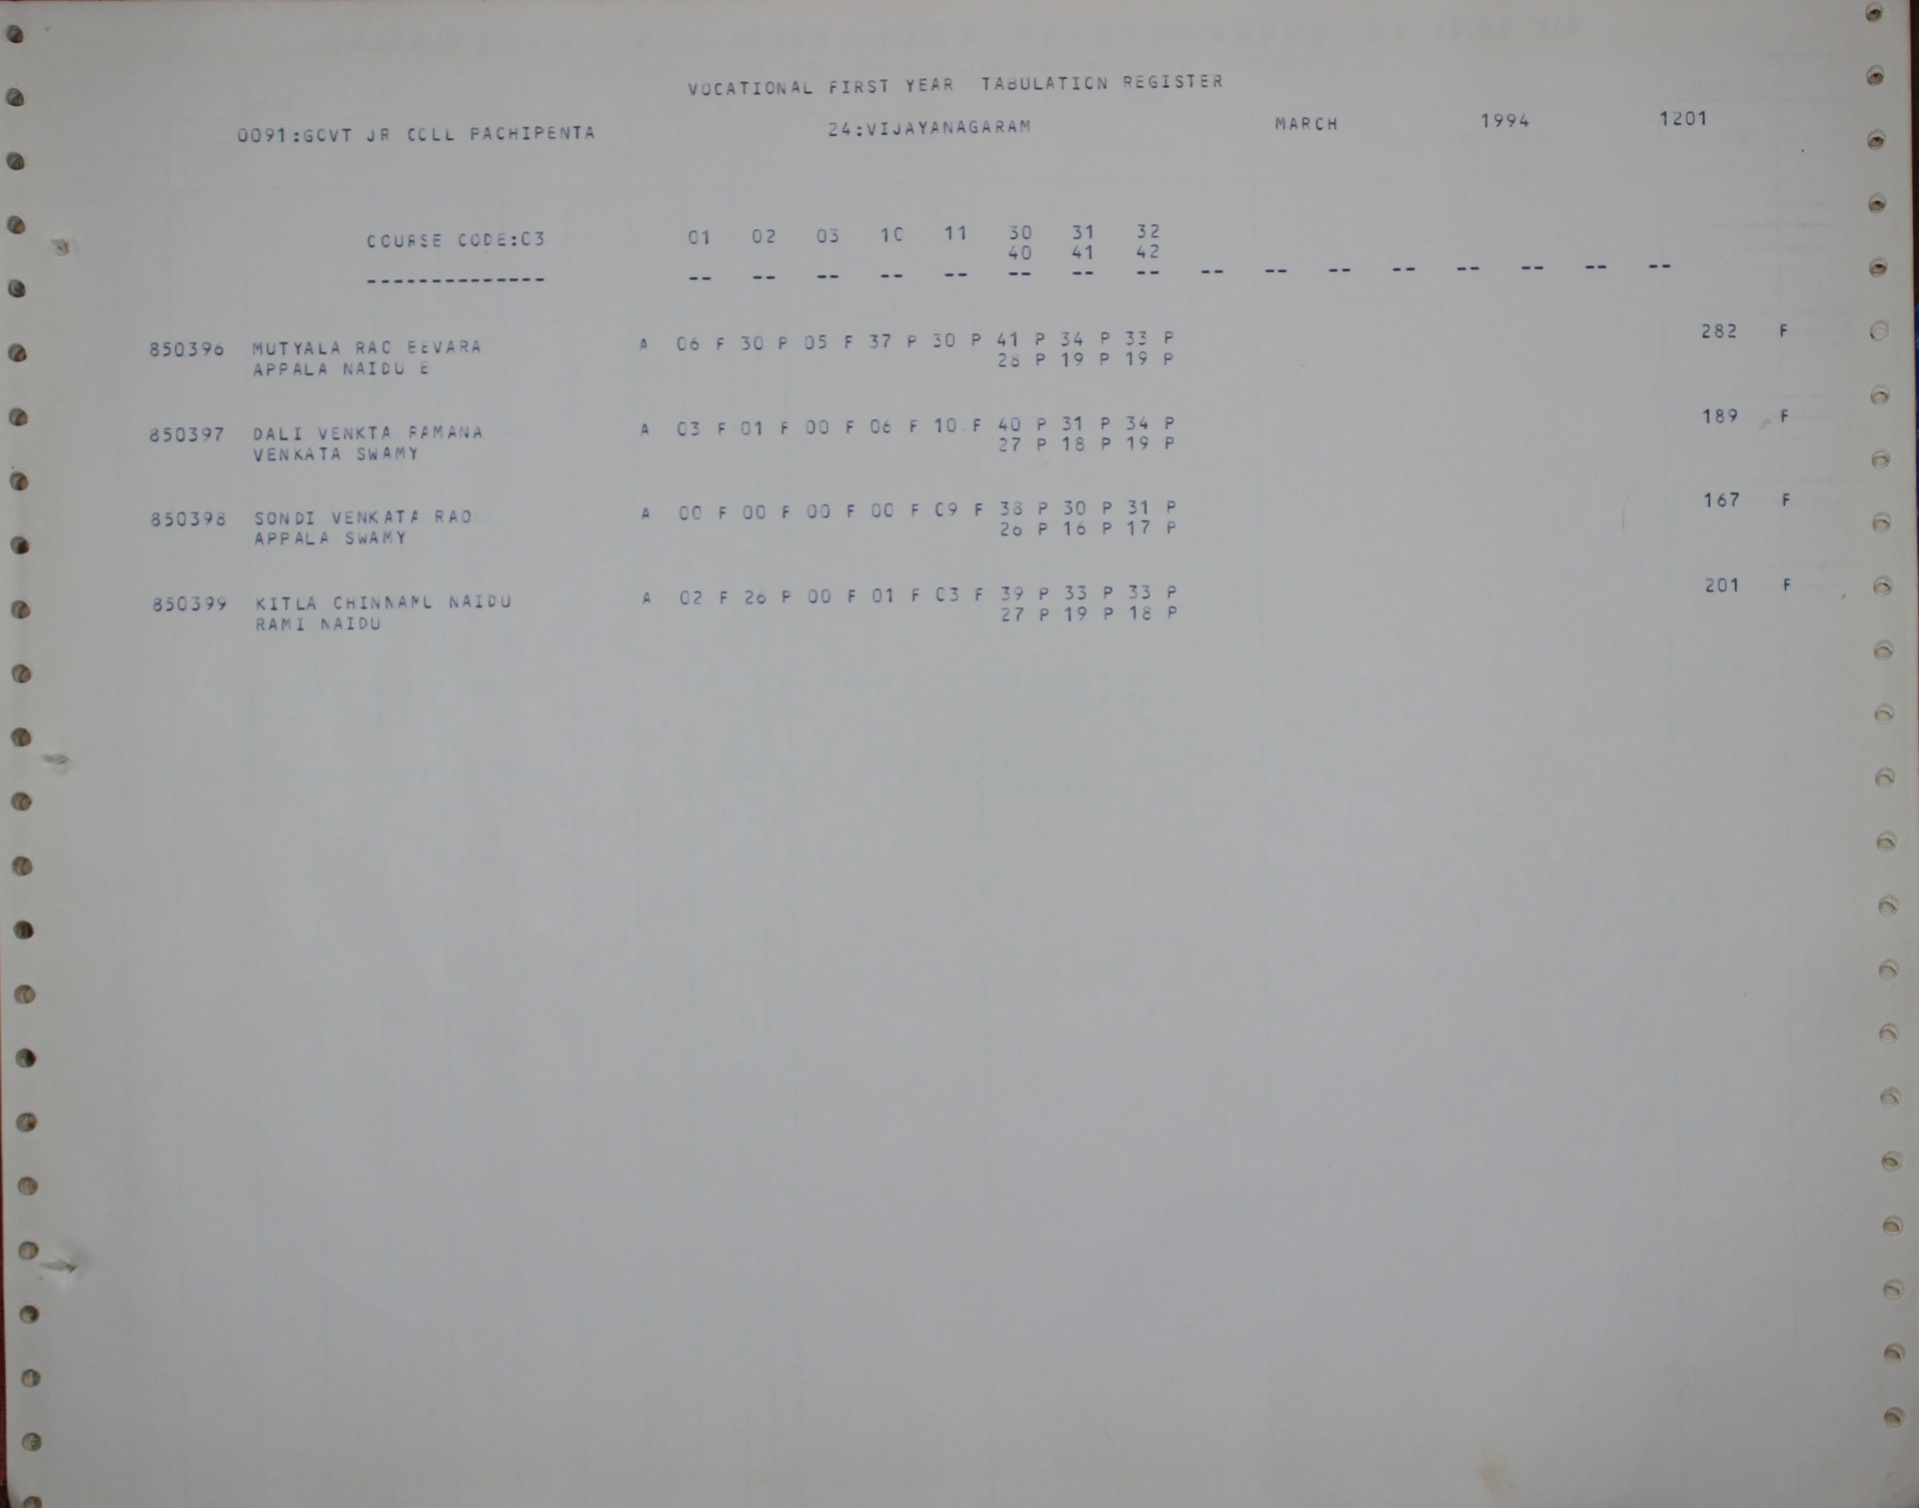 VOCATIONAL FIRST YEAR TABULATION REGISTER
0091:GOVT JR COLL PACHIPENTA 24:VIJAYANAGARAM MARCH 1994 1201
COURSE CODE:03 01 02 03 10 11 30 31 32
40 41 42
-------------- -- -- -- -- -- -- -- -- -- -- -- -- -- -- -- --
850396 MUTYALA RAO EEVARA A 06 F 30 P 05 F 37 P 30 P 41 P 34 P 33 P 282 F
APPALA NAIDU E 28 P 19 P 19 P
850397 DALI VENKTA RAMANA A 03 F 01 F 00 F 06 F 10 F 40 P 31 P 34 P 189 F
VENKATA SWAMY 27 P 18 P 19 P
850398 SONDI VENKATA RAO A 00 F 00 F 00 F 00 F 09 F 38 P 30 P 31 P 167 F
APPALA SWAMY 26 P 16 P 17 P
850399 KITLA CHINNAMU NAIDU A 02 F 26 P 00 F 01 F 03 F 39 P 33 P 33 P 201 F
RAMI NAIDU 27 P 19 P 18 P